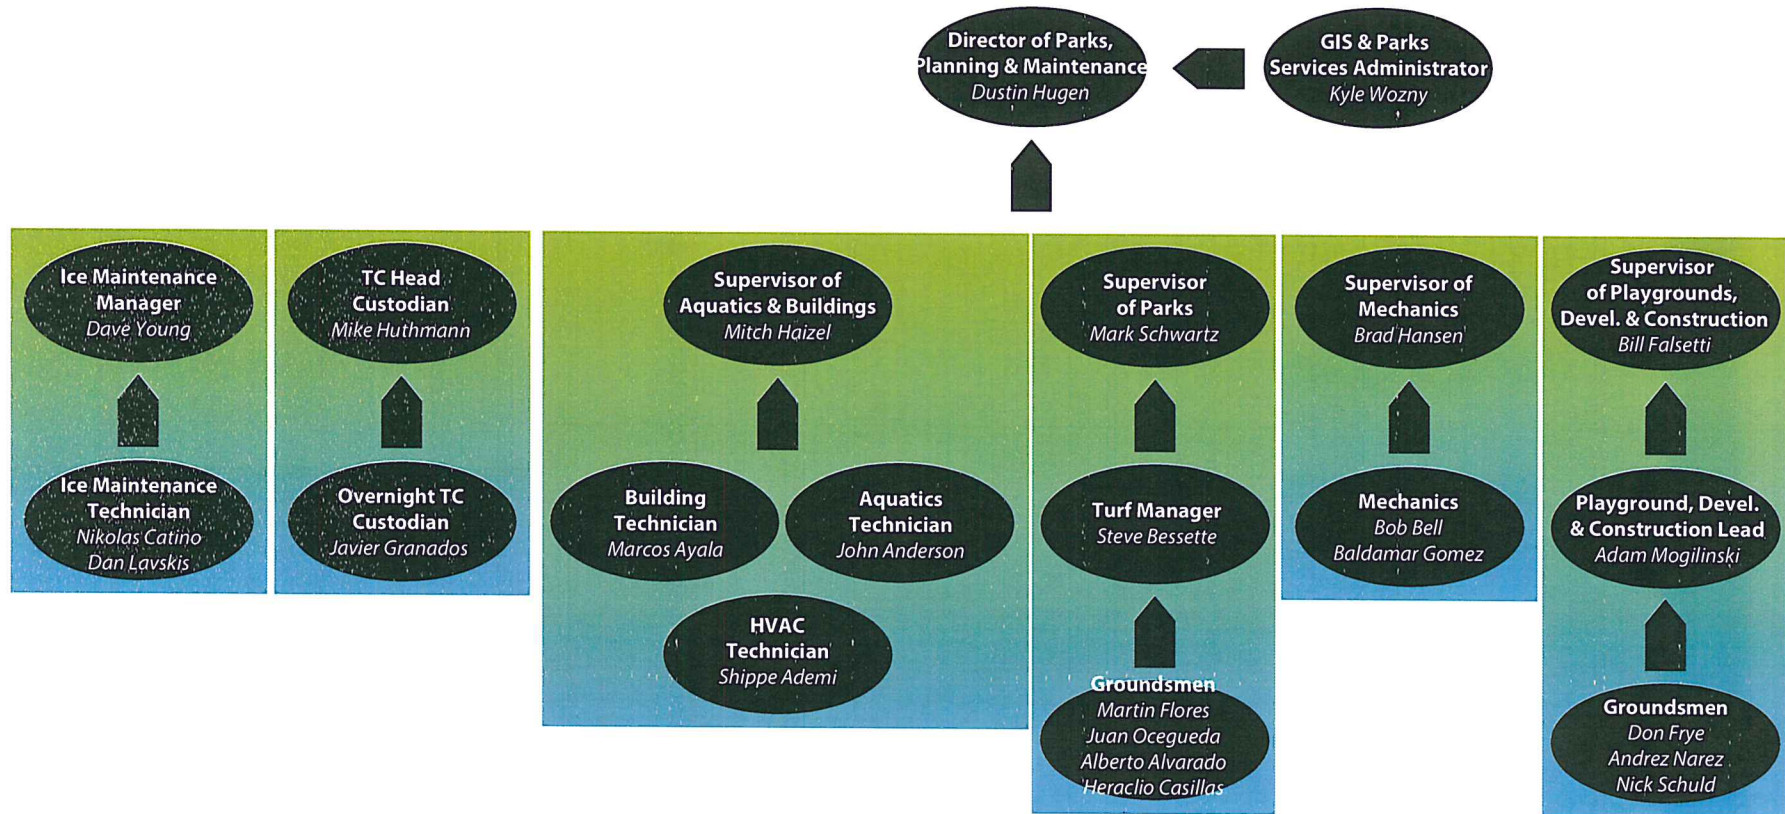 Director of Parks,
Planning & Maintenance
Dustin Hugen
GIS & Parks
Services Administrator
Kyle Wozny
Ice Maintenance
Manager
Dave Young
Ice Maintenance
Technician
Nikolas Catino
Dan Lavskis
TC Head
Custodian
Mike Huthmann
Overnight TC
Custodian
Javier Granados
Supervisor of
Aquatics & Buildings
Mitch Haizel
Building
Technician
Marcos Ayala
Aquatics
Technician
John Anderson
HVAC
Technician
Shippe Ademi
Supervisor
of Parks
Mark Schwartz
Turf Manager
Steve Bessette
Groundsmen
Martin Flores
Juan Ocegueda
Alberto Alvarado
Heraclio Casillas
Supervisor of
Mechanics
Brad Hansen
Mechanics
Bob Bell
Baldamar Gomez
Supervisor
of Playgrounds,
Devel. & Construction
Bill Falsetti
Playground, Devel.
& Construction Lead
Adam Mogilinski
Groundsmen
Don Frye
Andrez Narez
Nick Schuld